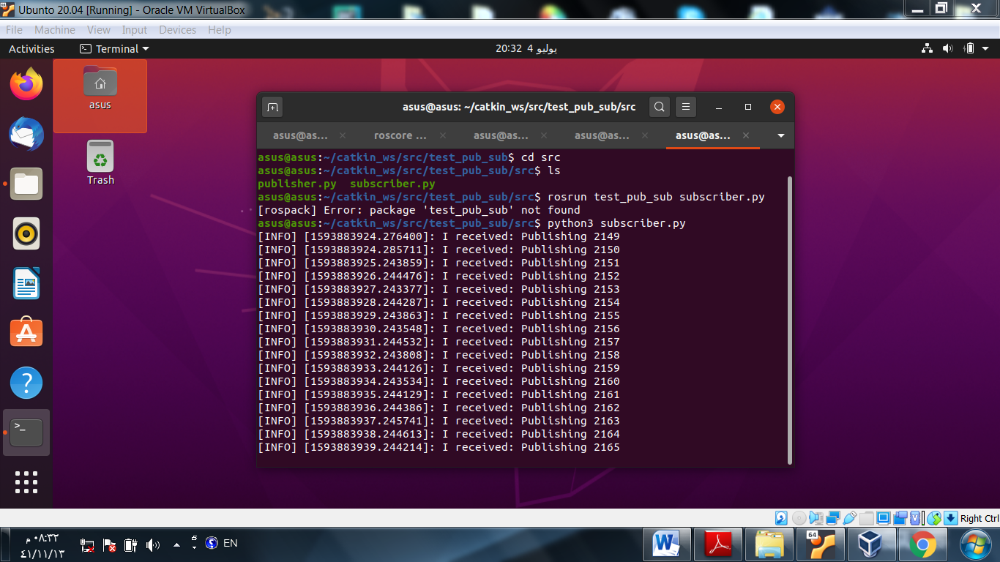 Ubunto 20.04 [Running] - Oracle VM VirtualBox
File Machine View Input Devices Help
Activities Terminal 20:32 4 يوليو
asus
Trash
asus@asus: ~/catkin_ws/src/test_pub_sub/src
asus@as... roscore ... asus@as... asus@as... asus@as...
asus@asus:~/catkin_ws/src/test_pub_sub$ cd src
asus@asus:~/catkin_ws/src/test_pub_sub/src$ ls
publisher.py subscriber.py
asus@asus:~/catkin_ws/src/test_pub_sub/src$ rosrun test_pub_sub subscriber.py
[rospack] Error: package 'test_pub_sub' not found
asus@asus:~/catkin_ws/src/test_pub_sub/src$ python3 subscriber.py
[INFO] [1593883924.276400]: I received: Publishing 2149
[INFO] [1593883924.285711]: I received: Publishing 2150
[INFO] [1593883925.243859]: I received: Publishing 2151
[INFO] [1593883926.244476]: I received: Publishing 2152
[INFO] [1593883927.243377]: I received: Publishing 2153
[INFO] [1593883928.244287]: I received: Publishing 2154
[INFO] [1593883929.243863]: I received: Publishing 2155
[INFO] [1593883930.243548]: I received: Publishing 2156
[INFO] [1593883931.244532]: I received: Publishing 2157
[INFO] [1593883932.243808]: I received: Publishing 2158
[INFO] [1593883933.244126]: I received: Publishing 2159
[INFO] [1593883934.243534]: I received: Publishing 2160
[INFO] [1593883935.244129]: I received: Publishing 2161
[INFO] [1593883936.244386]: I received: Publishing 2162
[INFO] [1593883937.245741]: I received: Publishing 2163
[INFO] [1593883938.244613]: I received: Publishing 2164
[INFO] [1593883939.244214]: I received: Publishing 2165
Right Ctrl
٠٨:٣٢ م
٤١/١١/١٣
EN
64